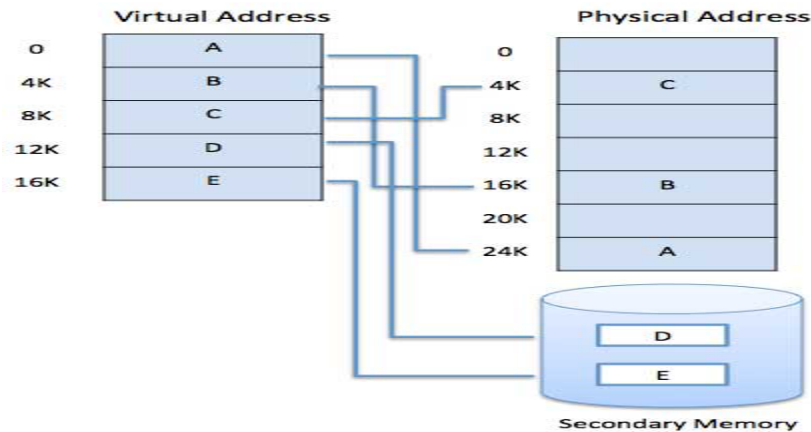 Virtual Address
0 A
4K B
8K C
12K D
16K E
Physical Address
0
4K C
8K
12K
16K B
20K
24K A
D
E
Secondary Memory